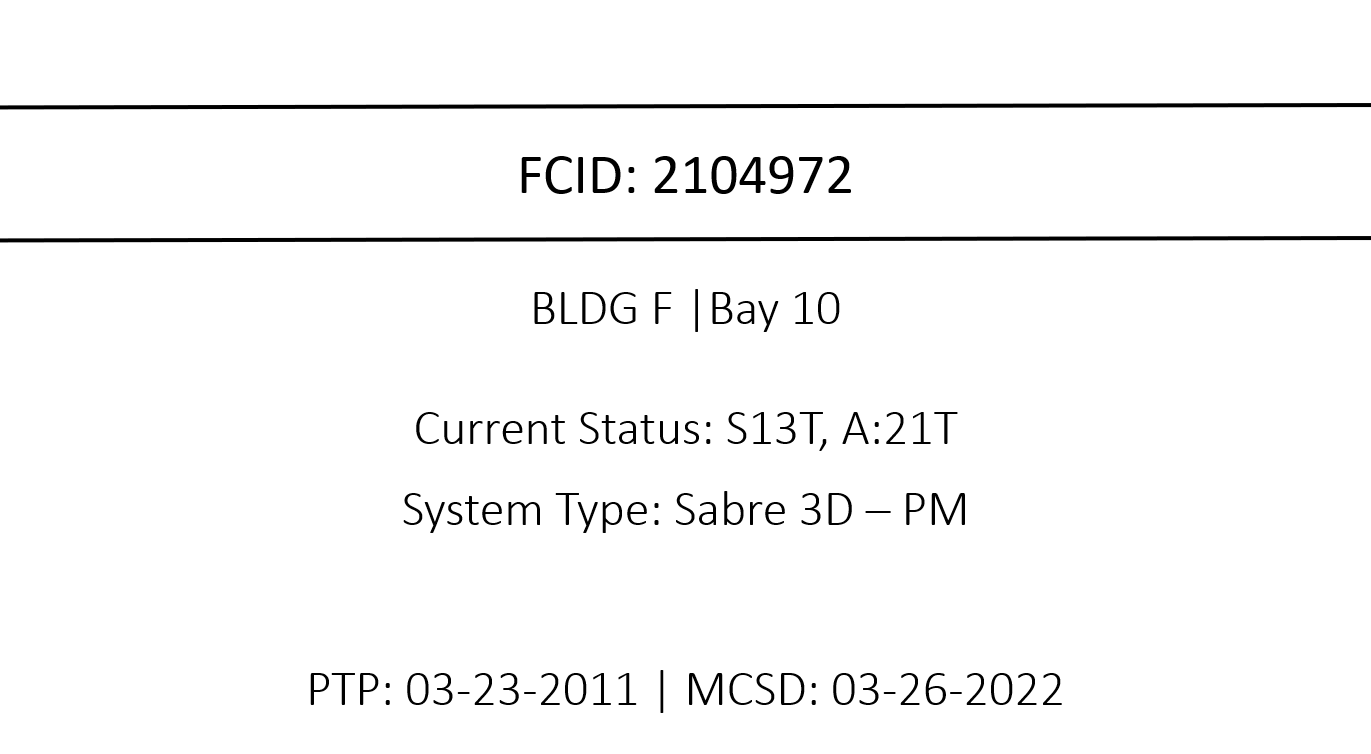 FCID: 2104972
BLDG F |Bay 10
Current Status: S13T, A:21T
System Type: Sabre 3D – PM
PTP: 03-23-2011 | MCSD: 03-26-2022